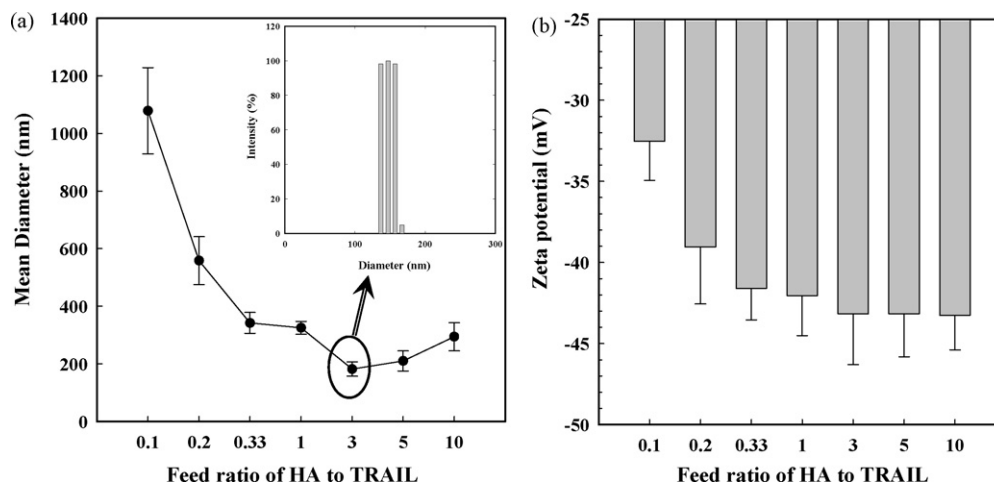 (a)
1400
1200
1000
800
600
400
200
0
Mean Diameter (nm)
0.1 0.2 0.33 1 3 5 10
Feed ratio of HA to TRAIL
120
100
80
60
40
20
0
Intensity (%)
0 100 200 300
Diameter (nm)
(b)
-25
-30
-35
-40
-45
-50
Zeta potential (mV)
0.1 0.2 0.33 1 3 5 10
Feed ratio of HA to TRAIL